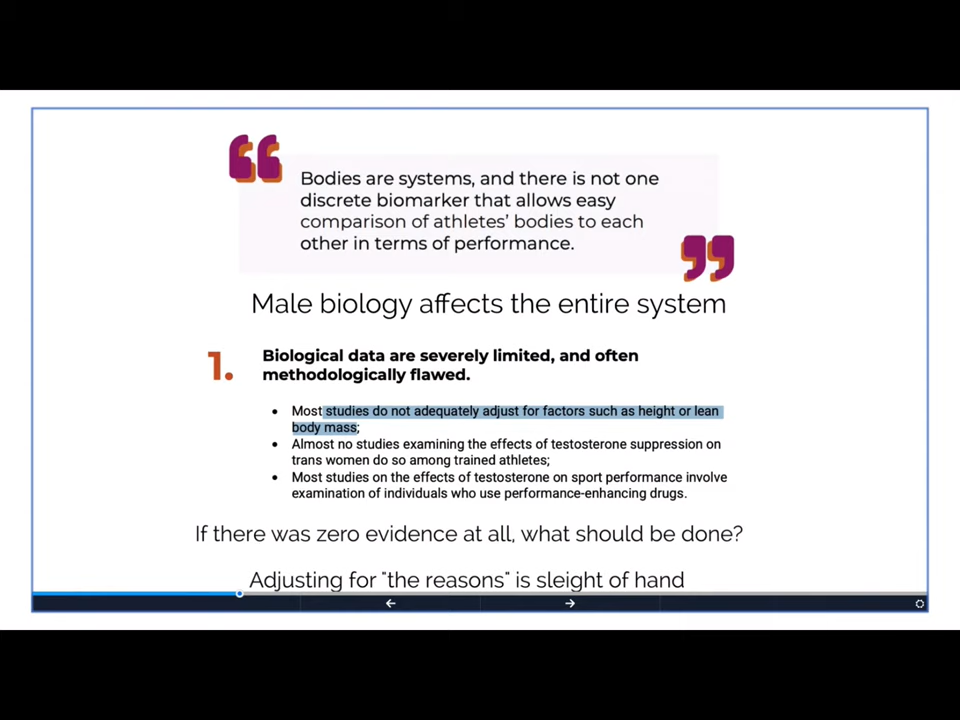 Bodies are systems, and there is not one
discrete biomarker that allows easy
comparison of athletes’ bodies to each
other in terms of performance.
Male biology affects the entire system
1. Biological data are severely limited, and often
methodologically flawed.
• Most studies do not adequately adjust for factors such as height or lean
body mass;
• Almost no studies examining the effects of testosterone suppression on
trans women do so among trained athletes;
• Most studies on the effects of testosterone on sport performance involve
examination of individuals who use performance-enhancing drugs.
If there was zero evidence at all, what should be done?
Adjusting for "the reasons" is sleight of hand